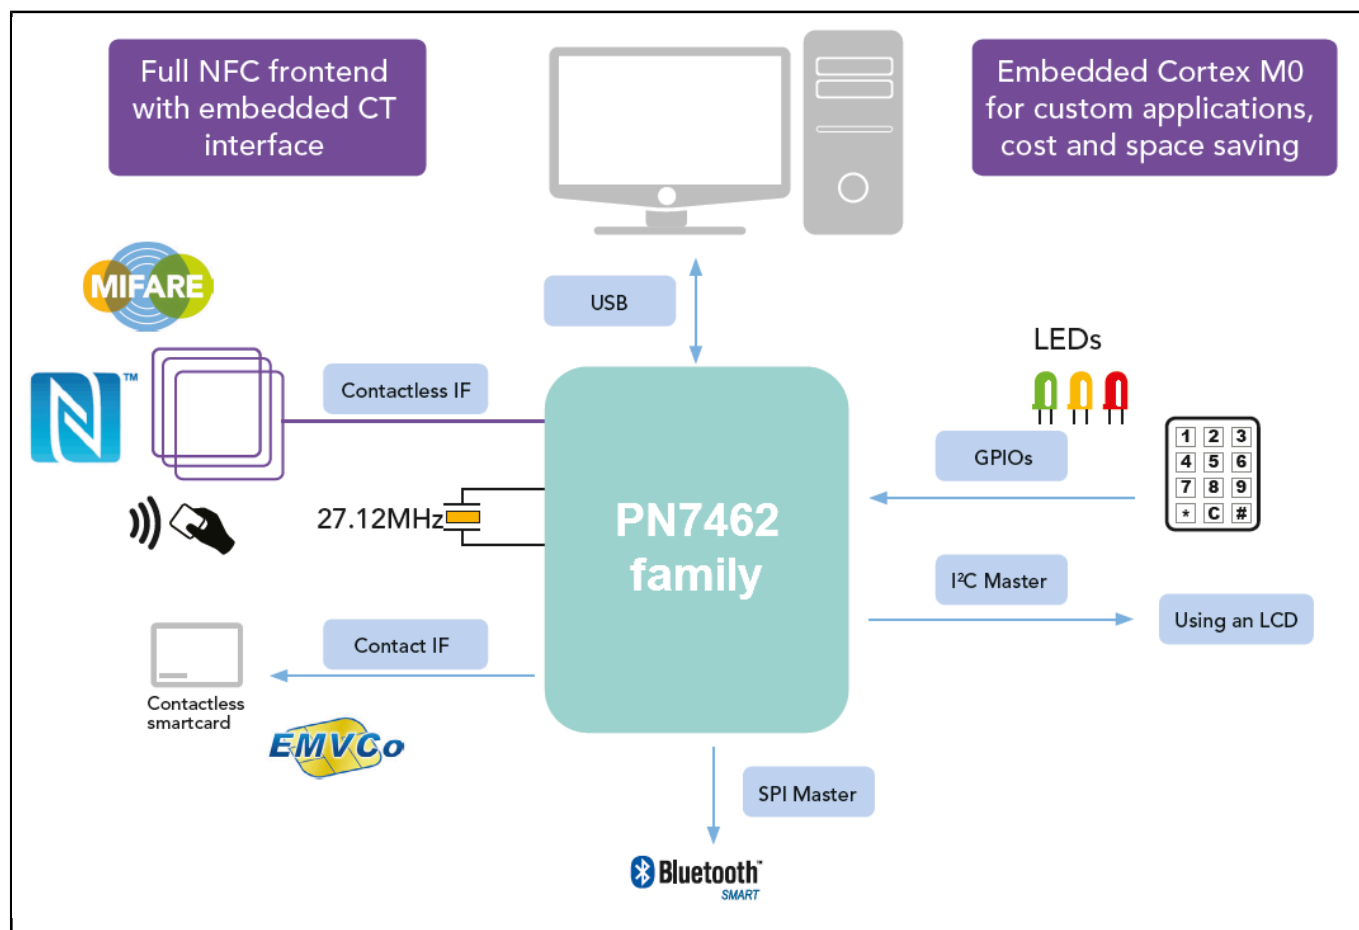 Full NFC frontend
with embedded CT
interface
Embedded Cortex M0
for custom applications,
cost and space saving
MIFARE
USB
LEDs
™
Contactless IF
GPIOs
1 2 3
4 5 6
7 8 9
* C #
27.12MHz
PN7462
family
I²C Master
Using an LCD
Contact IF
Contactless
smartcard
EMVCo
SPI Master
Bluetooth™
SMART